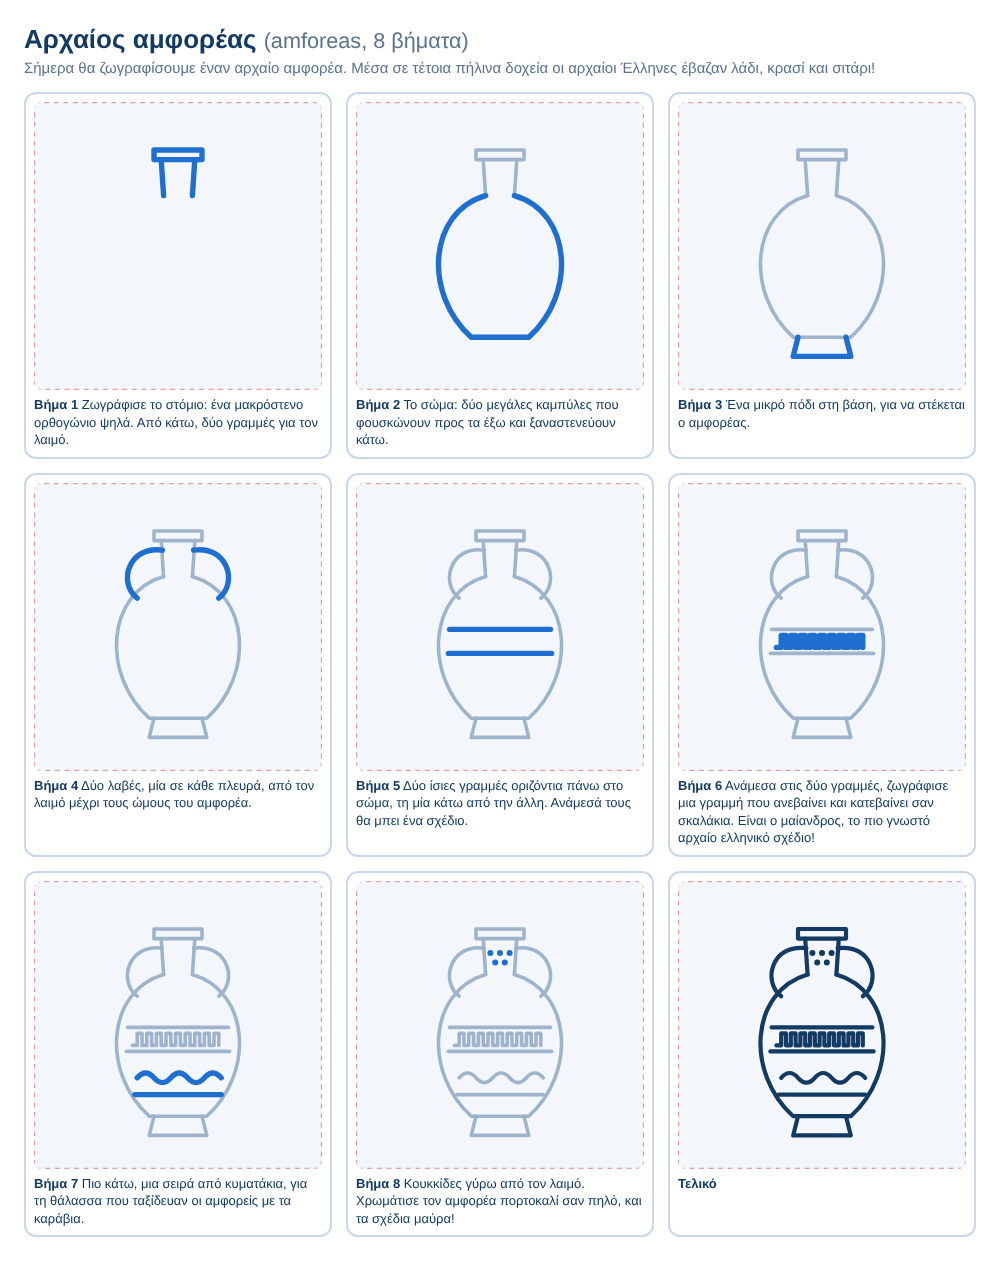 Αρχαίος αμφορέας (amforeas, 8 βήματα)
Σήμερα θα ζωγραφίσουμε έναν αρχαίο αμφορέα. Μέσα σε τέτοια πήλινα δοχεία οι αρχαίοι Έλληνες έβαζαν λάδι, κρασί και σιτάρι!
Βήμα 1 Ζωγράφισε το στόμιο: ένα μακρόστενο
ορθογώνιο ψηλά. Από κάτω, δύο γραμμές για τον
λαιμό.
Βήμα 2 Το σώμα: δύο μεγάλες καμπύλες που
φουσκώνουν προς τα έξω και ξαναστενεύουν
κάτω.
Βήμα 3 Ένα μικρό πόδι στη βάση, για να στέκεται
ο αμφορέας.
Βήμα 4 Δύο λαβές, μία σε κάθε πλευρά, από τον
λαιμό μέχρι τους ώμους του αμφορέα.
Βήμα 5 Δύο ίσιες γραμμές οριζόντια πάνω στο
σώμα, τη μία κάτω από την άλλη. Ανάμεσά τους
θα μπει ένα σχέδιο.
Βήμα 6 Ανάμεσα στις δύο γραμμές, ζωγράφισε
μια γραμμή που ανεβαίνει και κατεβαίνει σαν
σκαλάκια. Είναι ο μαίανδρος, το πιο γνωστό
αρχαίο ελληνικό σχέδιο!
Βήμα 7 Πιο κάτω, μια σειρά από κυματάκια, για
τη θάλασσα που ταξίδευαν οι αμφορείς με τα
καράβια.
Βήμα 8 Κουκκίδες γύρω από τον λαιμό.
Χρωμάτισε τον αμφορέα πορτοκαλί σαν πηλό, και
τα σχέδια μαύρα!
Τελικό